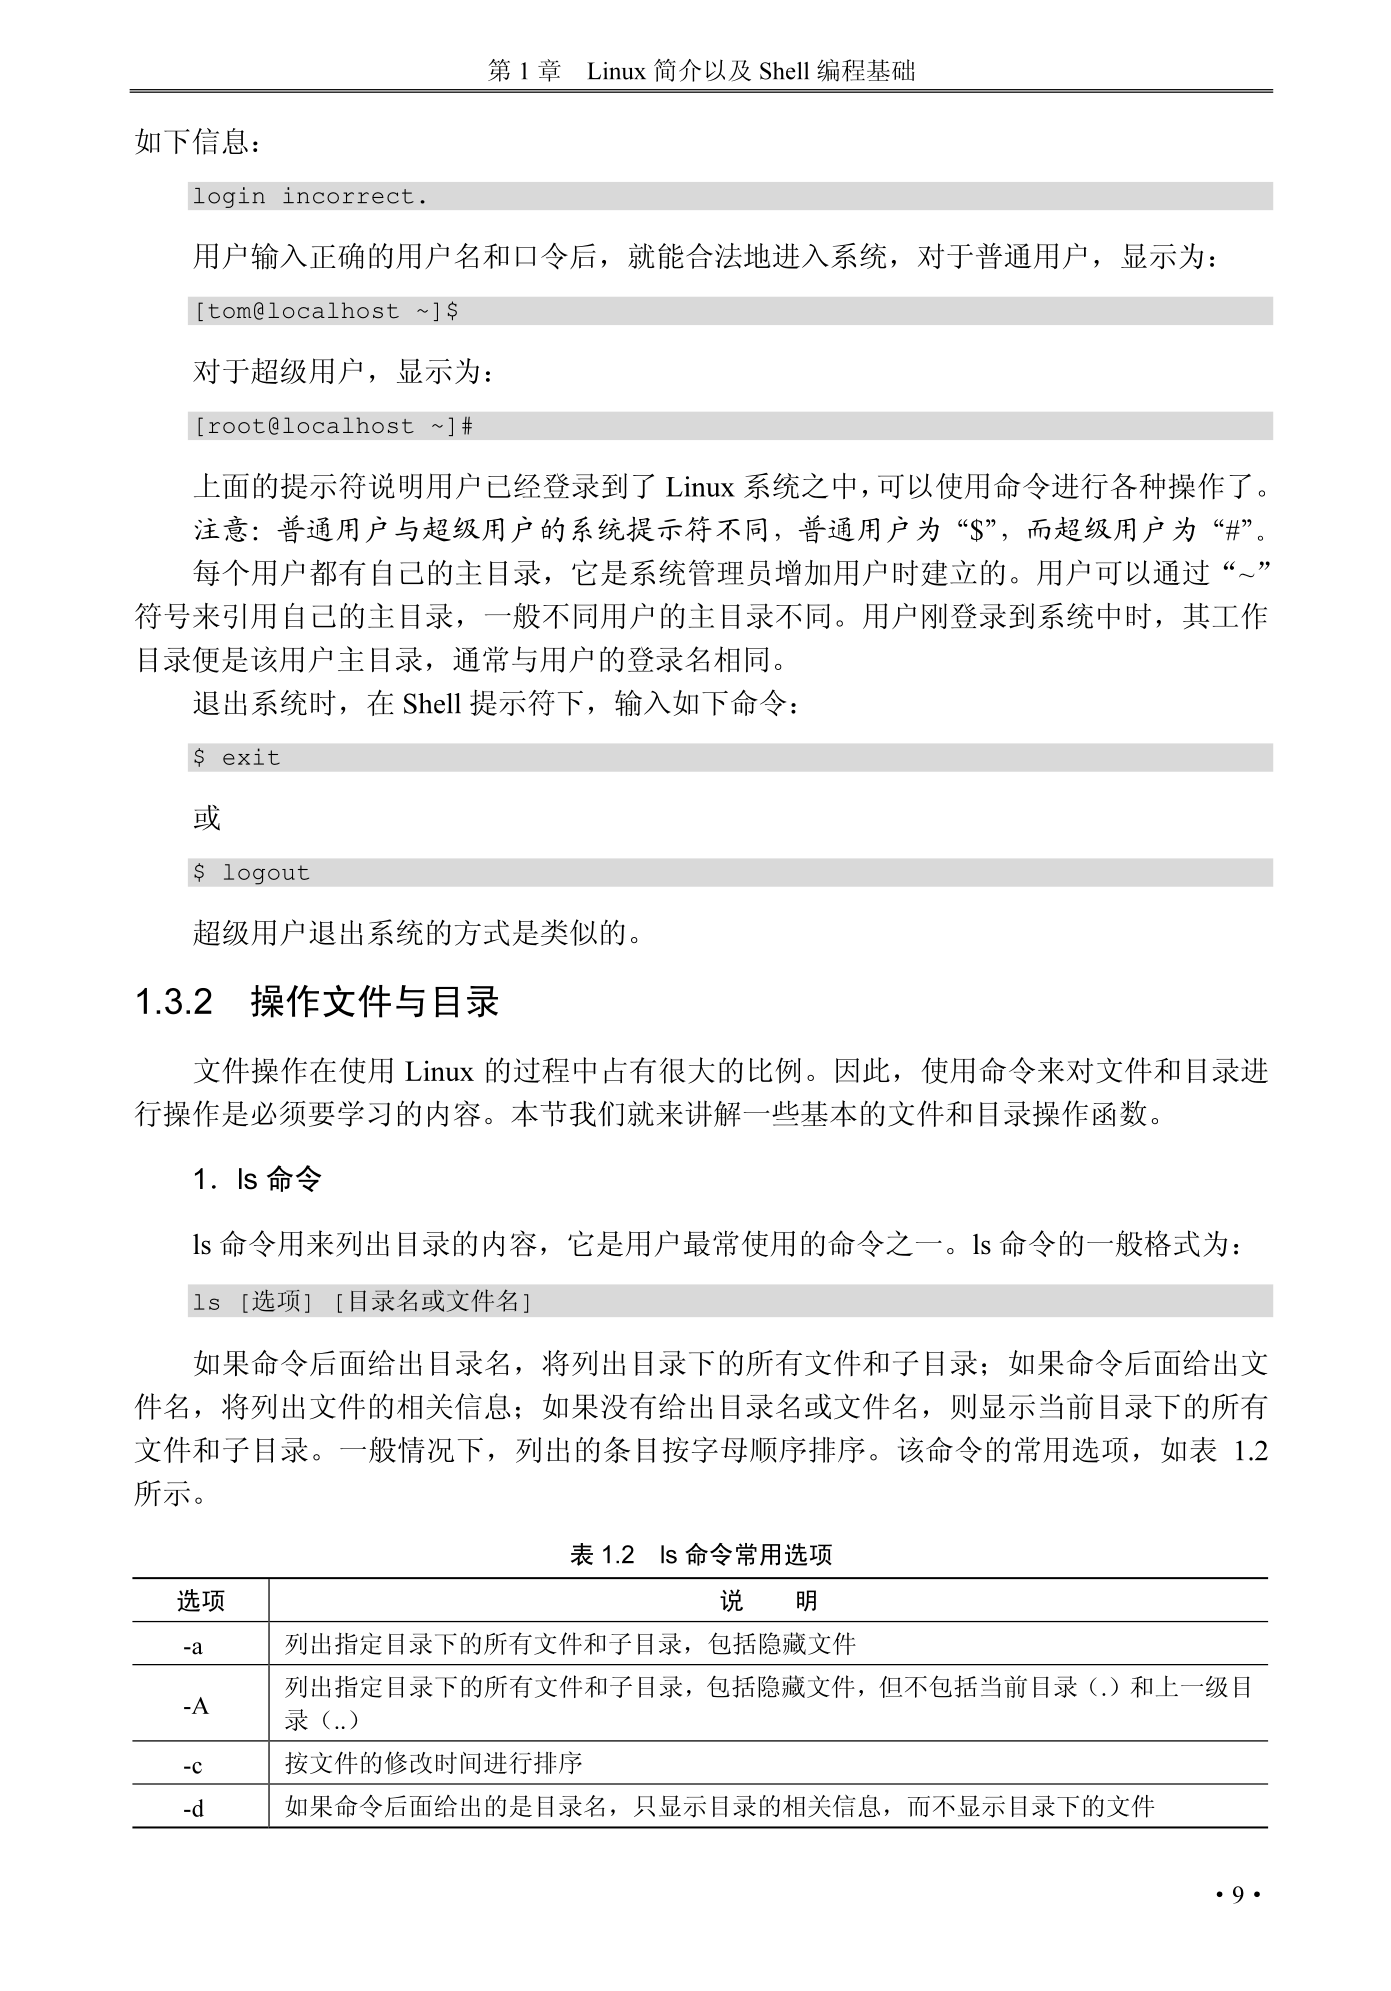 第 1 章　Linux 简介以及 Shell 编程基础
如下信息：
login incorrect.
用户输入正确的用户名和口令后，就能合法地进入系统，对于普通用户，显示为：
[tom@localhost ~]$
对于超级用户，显示为：
[root@localhost ~]#
上面的提示符说明用户已经登录到了 Linux 系统之中，可以使用命令进行各种操作了。
注意：普通用户与超级用户的系统提示符不同，普通用户为“$”，而超级用户为“#”。
每个用户都有自己的主目录，它是系统管理员增加用户时建立的。用户可以通过“~”
符号来引用自己的主目录，一般不同用户的主目录不同。用户刚登录到系统中时，其工作
目录便是该用户主目录，通常与用户的登录名相同。
退出系统时，在 Shell 提示符下，输入如下命令：
$ exit
或
$ logout
超级用户退出系统的方式是类似的。
1.3.2　操作文件与目录
文件操作在使用 Linux 的过程中占有很大的比例。因此，使用命令来对文件和目录进
行操作是必须要学习的内容。本节我们就来讲解一些基本的文件和目录操作函数。
1．ls 命令
ls 命令用来列出目录的内容，它是用户最常使用的命令之一。ls 命令的一般格式为：
ls [选项] [目录名或文件名]
如果命令后面给出目录名，将列出目录下的所有文件和子目录；如果命令后面给出文
件名，将列出文件的相关信息；如果没有给出目录名或文件名，则显示当前目录下的所有
文件和子目录。一般情况下，列出的条目按字母顺序排序。该命令的常用选项，如表 1.2
所示。
表 1.2　ls 命令常用选项
选项　说　　明
-a　列出指定目录下的所有文件和子目录，包括隐藏文件
-A　列出指定目录下的所有文件和子目录，包括隐藏文件，但不包括当前目录（.）和上一级目
录（..）
-c　按文件的修改时间进行排序
-d　如果命令后面给出的是目录名，只显示目录的相关信息，而不显示目录下的文件
• 9 •